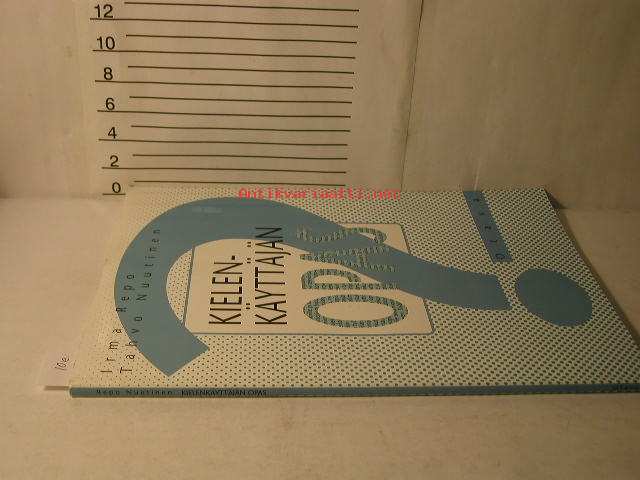 12
10
8
6
4
2
0
Antikvariaatti.net
Irma Repo
Tahvo Nuutinen
KIELEN-
KÄYTTÄJÄN
OPAS
Otava
10e
Repo Nuutinen KIELENKÄYTTÄJÄN OPAS